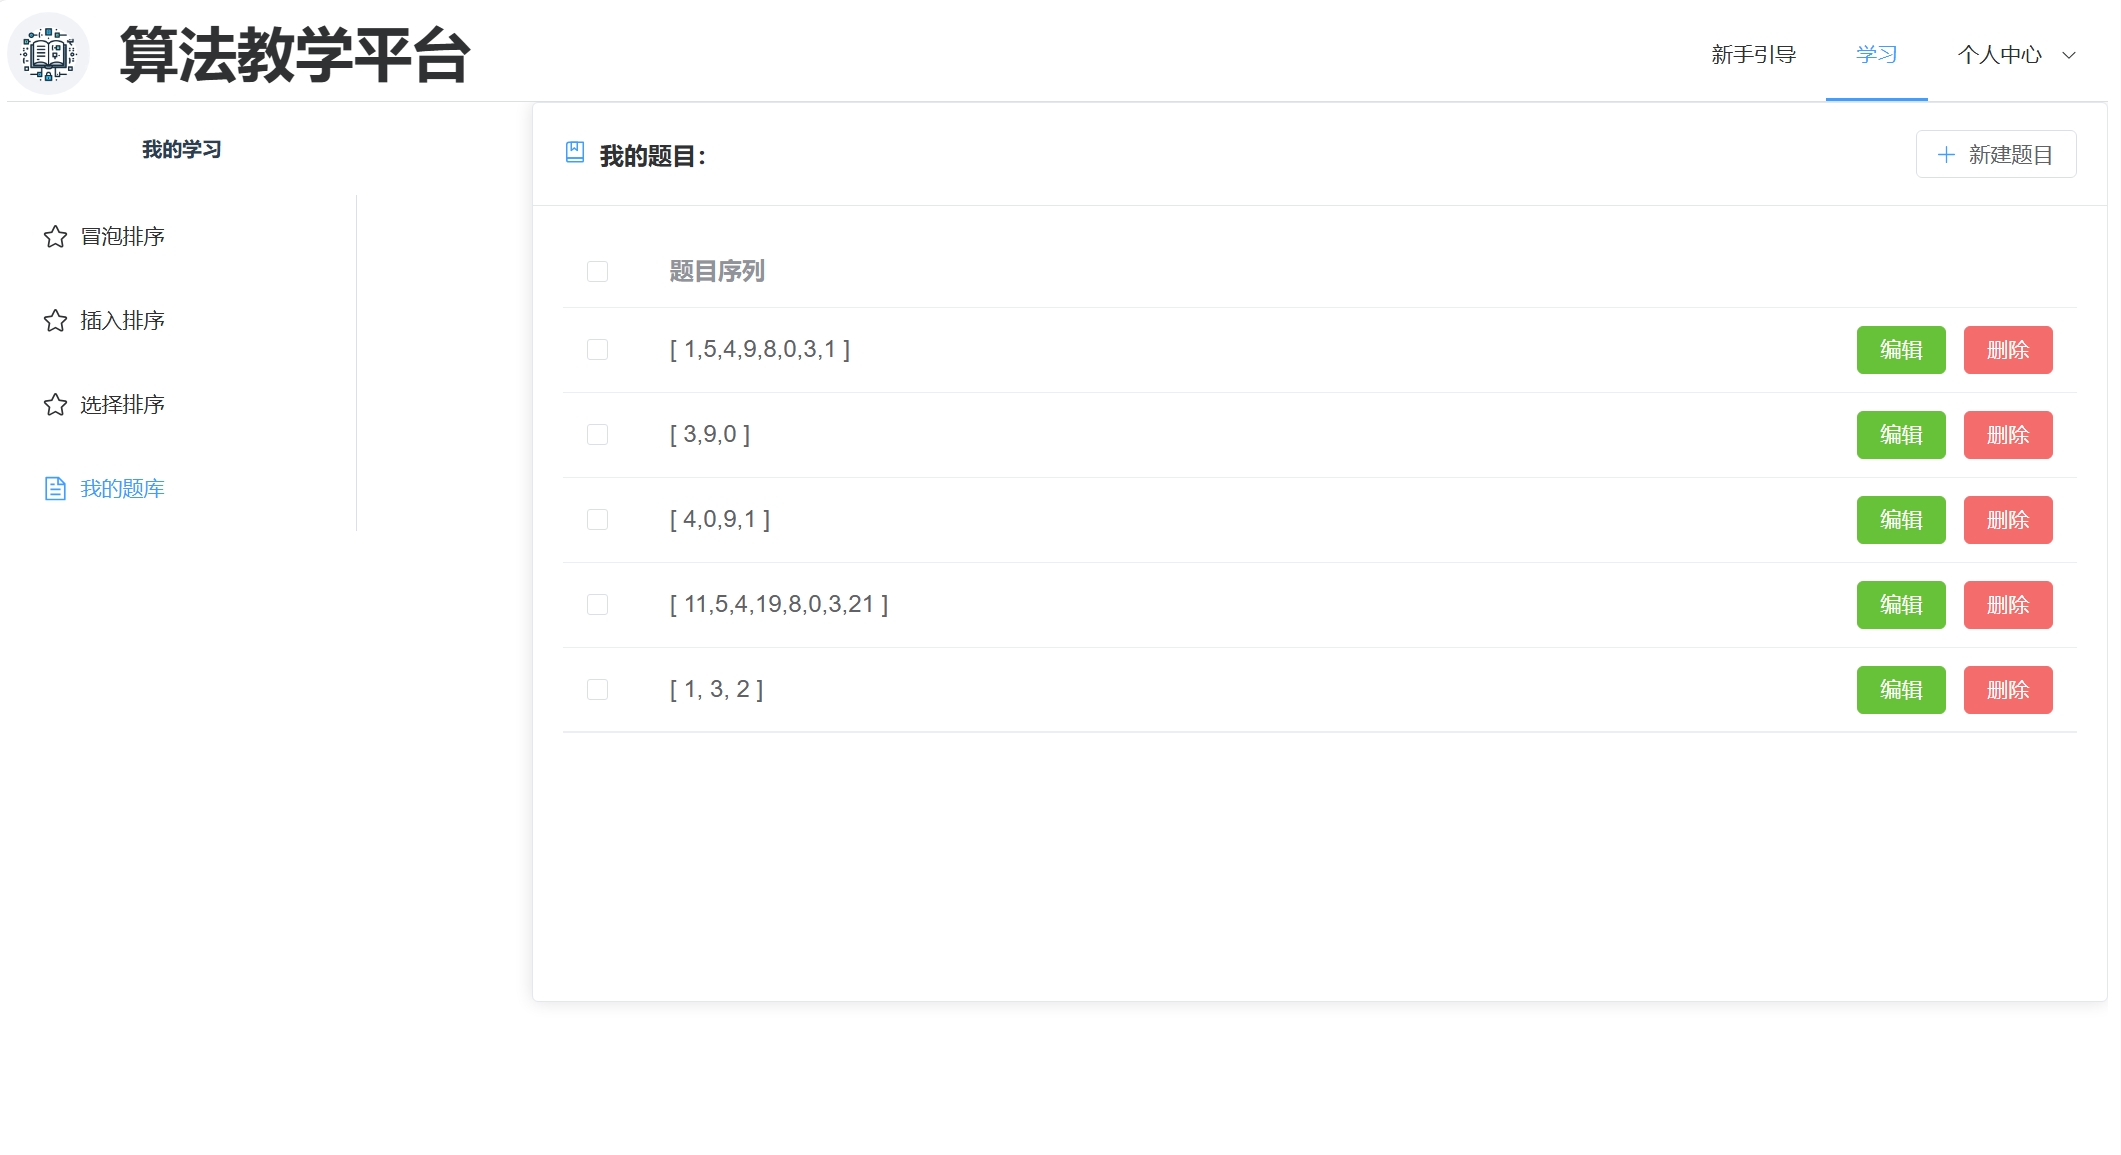 算法教学平台
新手引导 学习 个人中心
我的学习
冒泡排序
插入排序
选择排序
我的题库
我的题目：
新建题目
题目序列
[ 1,5,4,9,8,0,3,1 ] 编辑 删除
[ 3,9,0 ] 编辑 删除
[ 4,0,9,1 ] 编辑 删除
[ 11,5,4,19,8,0,3,21 ] 编辑 删除
[ 1, 3, 2 ] 编辑 删除